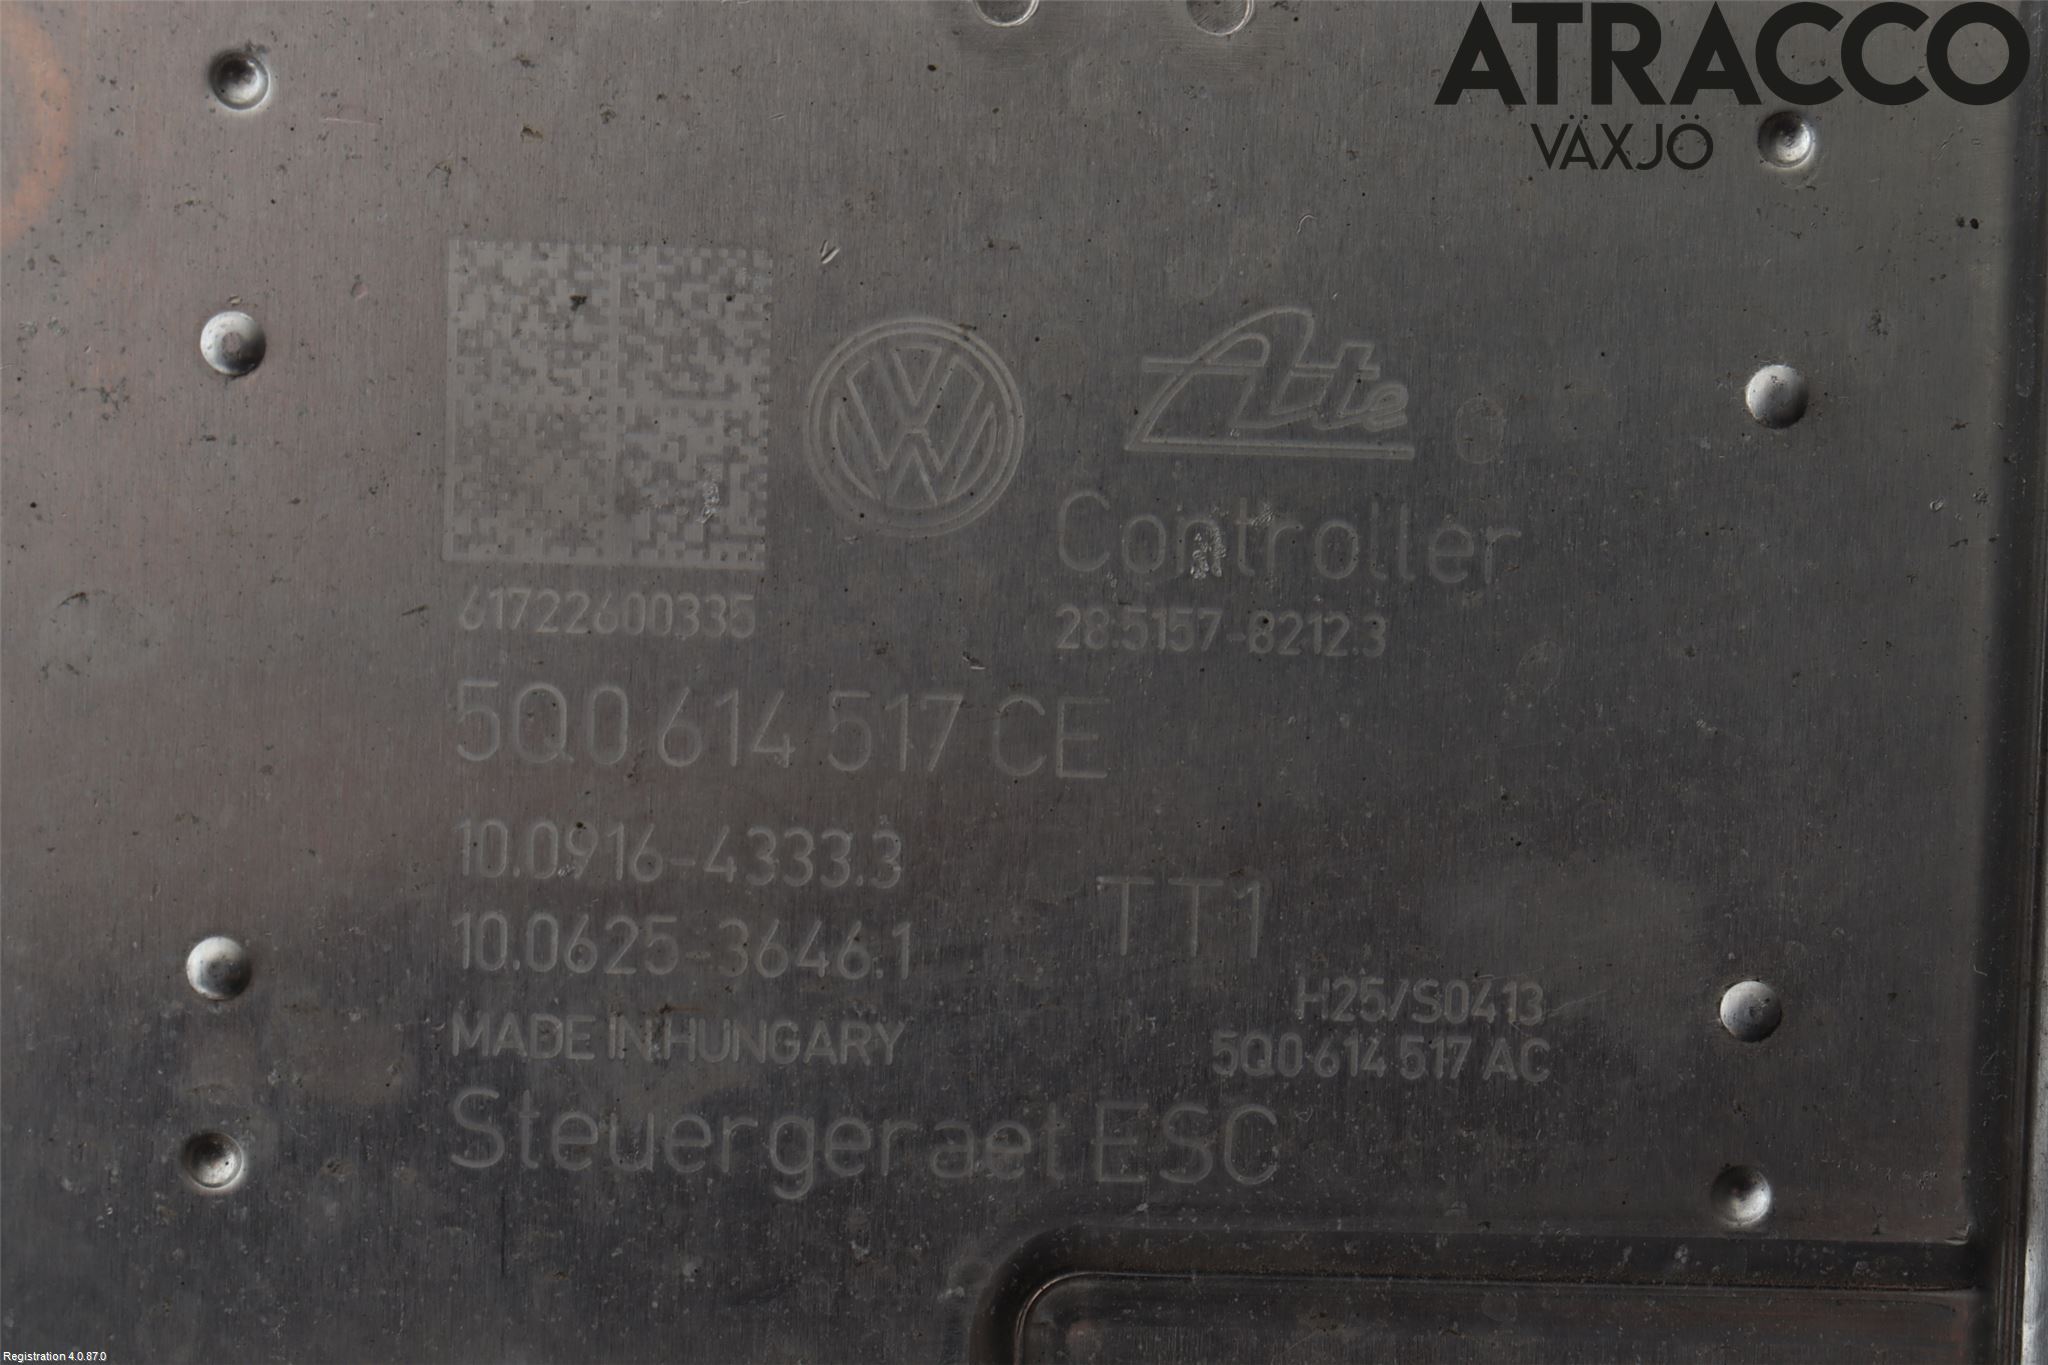 ATRACCO
VÄXJÖ
Ate
Controller
61722600335
28.5157-8212.3
5Q0 614 517 CE
10.0916-4333.3
TT1
10.0625-3646.1
H25/S0413
MADE IN HUNGARY
5Q0 614 517 AC
Steuergeraet ESC
Registration 4.0.87.0